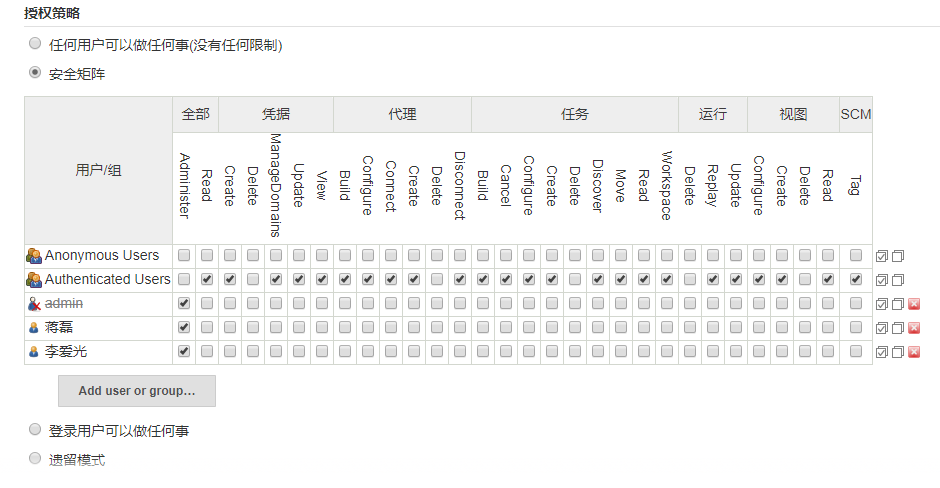 授权策略
任何用户可以做任何事(没有任何限制)
安全矩阵
用户/组 全部 凭据 代理 任务 运行 视图 SCM
Administer Read Create Delete ManageDomains Update View Build Configure Connect Create Delete Disconnect Build Cancel Configure Create Delete Discover Move Read Workspace Delete Replay Update Configure Create Delete Read Tag
Anonymous Users
Authenticated Users
admin
蒋磊
李爱光
Add user or group...
登录用户可以做任何事
遗留模式